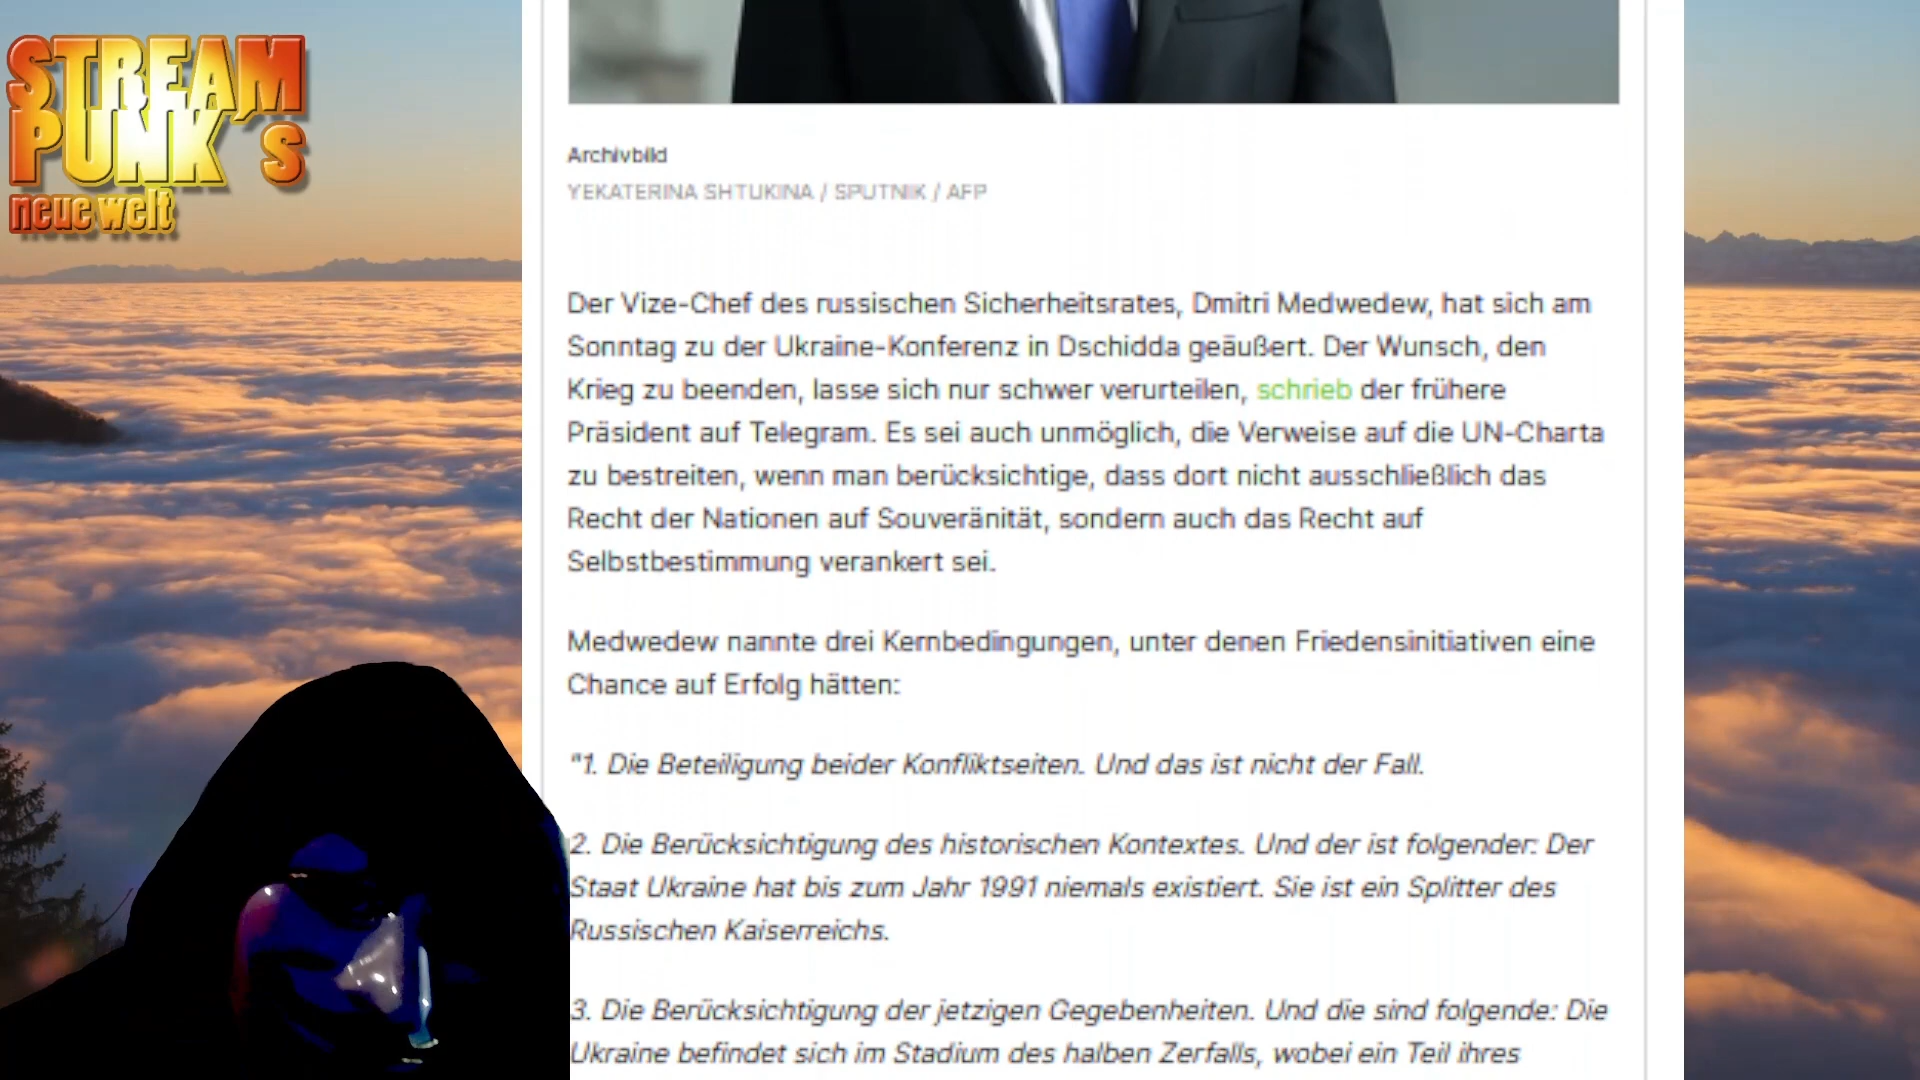 STREAM
PUNK´s
neue welt
Archivbild
YEKATERINA SHTUKINA / SPUTNIK / AFP
Der Vize-Chef des russischen Sicherheitsrates, Dmitri Medwedew, hat sich am
Sonntag zu der Ukraine-Konferenz in Dschidda geäußert. Der Wunsch, den
Krieg zu beenden, lasse sich nur schwer verurteilen, schrieb der frühere
Präsident auf Telegram. Es sei auch unmöglich, die Verweise auf die UN-Charta
zu bestreiten, wenn man berücksichtige, dass dort nicht ausschließlich das
Recht der Nationen auf Souveränität, sondern auch das Recht auf
Selbstbestimmung verankert sei.
Medwedew nannte drei Kernbedingungen, unter denen Friedensinitiativen eine
Chance auf Erfolg hätten:
"1. Die Beteiligung beider Konfliktseiten. Und das ist nicht der Fall.
2. Die Berücksichtigung des historischen Kontextes. Und der ist folgender: Der
Staat Ukraine hat bis zum Jahr 1991 niemals existiert. Sie ist ein Splitter des
Russischen Kaiserreichs.
3. Die Berücksichtigung der jetzigen Gegebenheiten. Und die sind folgende: Die
Ukraine befindet sich im Stadium des halben Zerfalls, wobei ein Teil ihres